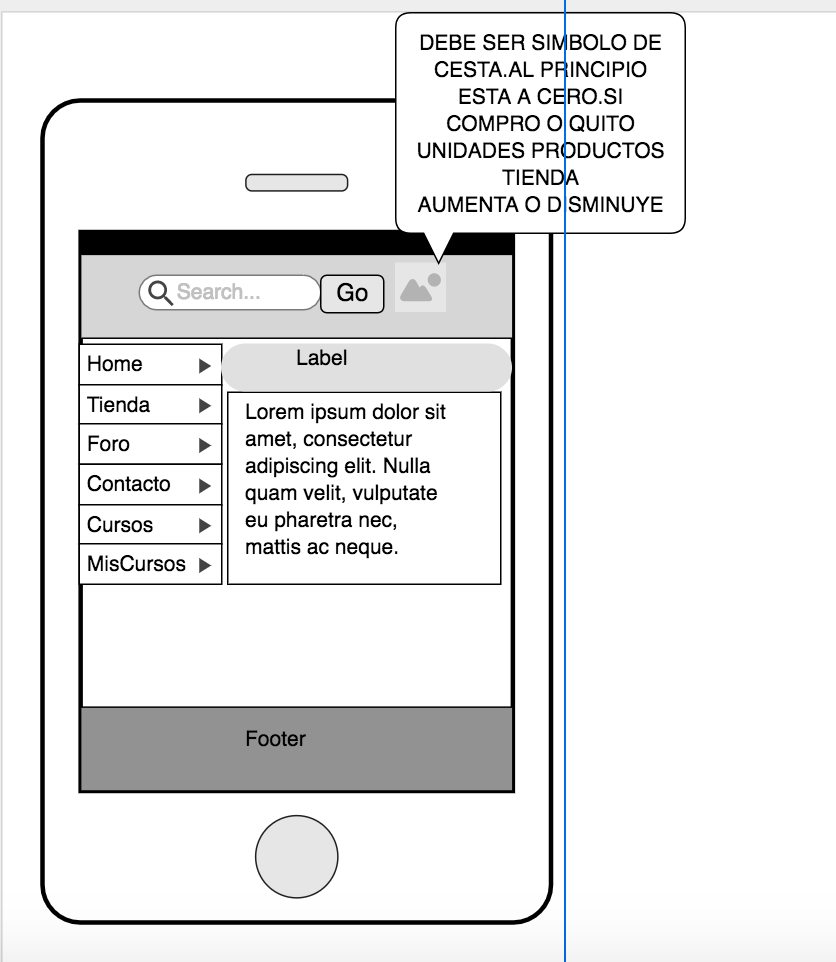 DEBE SER SIMBOLO DE
CESTA.AL PRINCIPIO
ESTA A CERO.SI
COMPRO O QUITO
UNIDADES PRODUCTOS
TIENDA
AUMENTA O DISMINUYE
Search...
Go
Home
Tienda
Foro
Contacto
Cursos
MisCursos
Label
Lorem ipsum dolor sit
amet, consectetur
adipiscing elit. Nulla
quam velit, vulputate
eu pharetra nec,
mattis ac neque.
Footer